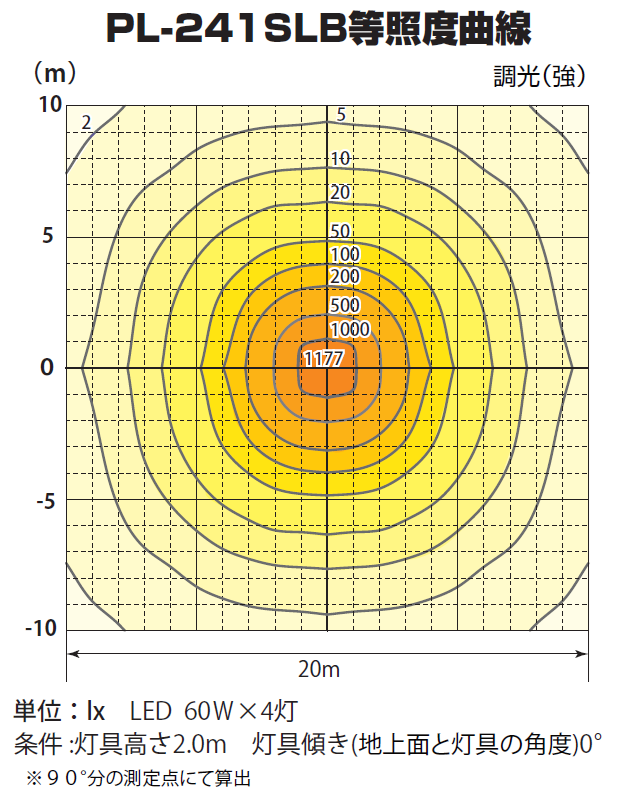 PL-241SLB等照度曲線
(m)
調光(強)
10
2
5
10
20
5
50
100
200
500
1000
1177
0
-5
-10
20m
単位：lx LED 60W×4灯
条件:灯具高さ2.0m 灯具傾き(地上面と灯具の角度)0°
※９０°分の測定点にて算出